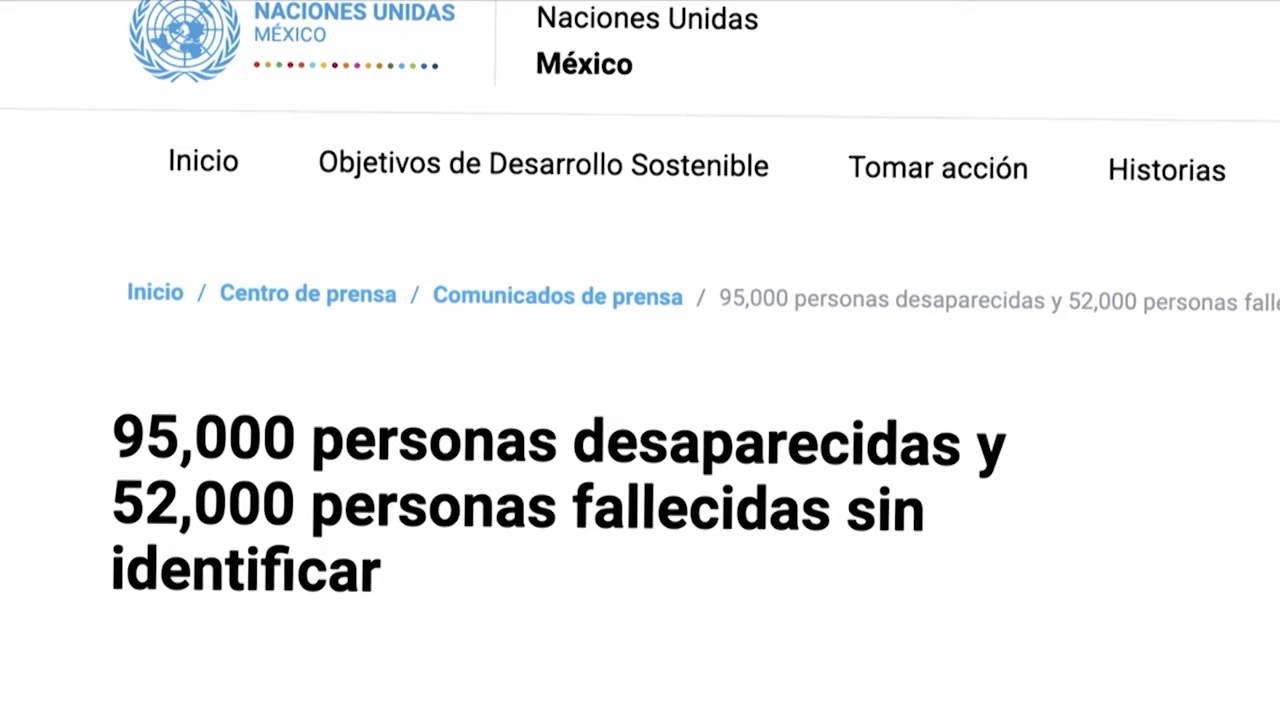 NACIONES UNIDAS
MÉXICO
Naciones Unidas
México
Inicio Objetivos de Desarrollo Sostenible Tomar acción Historias
Inicio / Centro de prensa / Comunicados de prensa / 95,000 personas desaparecidas y 52,000 personas
95,000 personas desaparecidas y
52,000 personas fallecidas sin
identificar